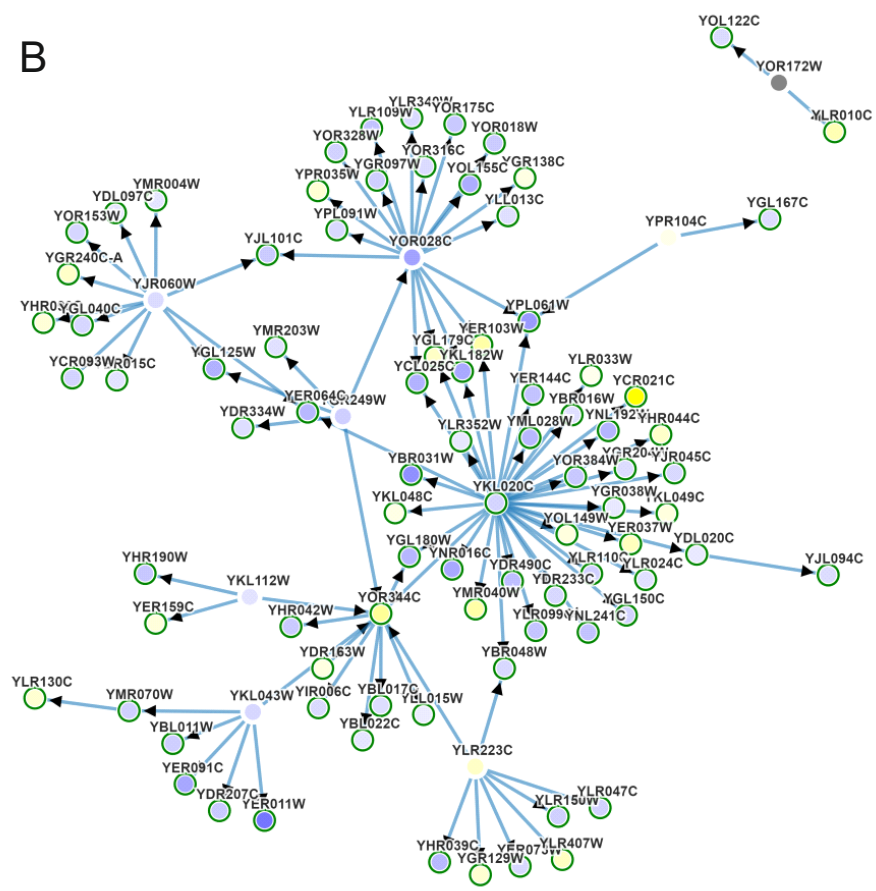 B
YOL122C
YOR172W
YLR010C
YLR109W
YOR175C
YOR328W
YOR018W
YOR316C
YGR097W
YOL155C
YGR138C
YPR035W
YLL013C
YPL091W
YOR028C
YMR004W
YDL097C
YOR153W
YJL101C
YGR240C-A
YJR060W
YGL040C
YCR093W
YGL125W
YMR203W
YER064C
YDR334W
YPR104C
YGL167C
YPL061W
YER103W
YGL179C
YKL182W
YCL025C
YLR033W
YER144C
YCR021C
YBR016W
YNL192W
YHR044C
YML028W
YLR352W
YOR384W
YJR045C
YBR031W
YKL020C
YGR038W
YKL049C
YKL048C
YOL149W
YER037W
YDL020C
YJL094C
YGL180W
YNR016C
YDR490C
YLR110C
YLR024C
YDR233C
YMR040W
YGL150C
YNL241C
YHR190W
YKL112W
YER159C
YHR042W
YOR344C
YDR163W
YBR048W
YLR130C
YMR070W
YKL043W
YIR006C
YBL017C
YBL022C
YBL011W
YER091C
YDR207C
YER011W
YLR223C
YLR047C
YLR407W
YHR039C
YGR129W